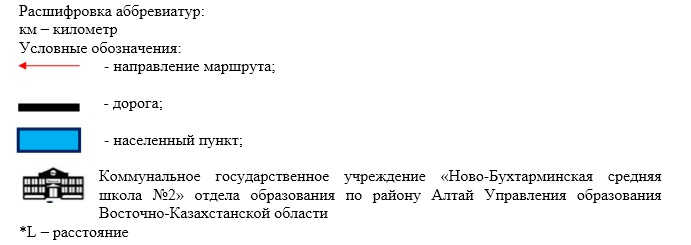 Расшифровка аббревиатур:
км – километр
Условные обозначения:
- направление маршрута;
- дорога;
- населенный пункт;
Коммунальное государственное учреждение «Ново-Бухтарминская средняя
школа №2» отдела образования по району Алтай Управления образования
Восточно-Казахстанской области
*L – расстояние